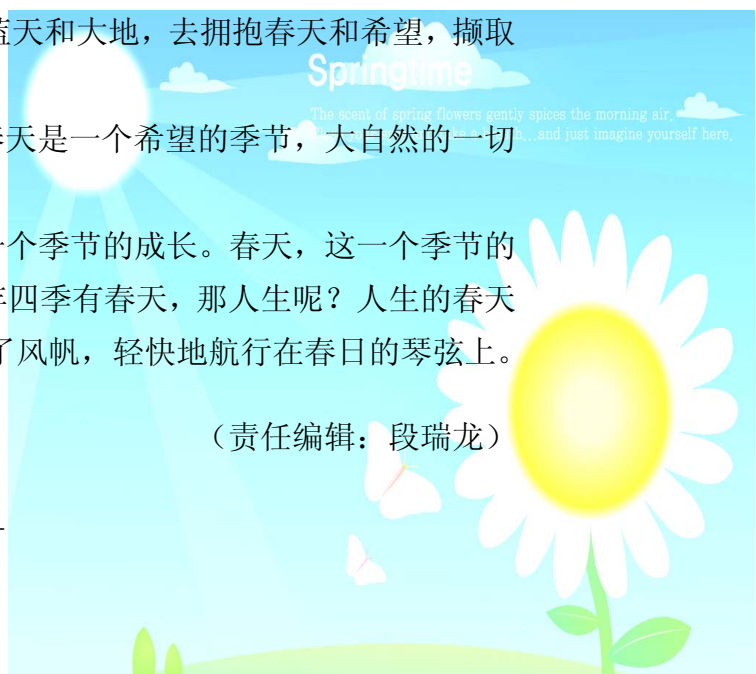 蓝天和大地，去拥抱春天和希望，撷取
Springtime
The scent of spring flowers gently spices the morning air,
春天是一个希望的季节，大自然的一切
...and just imagine yourself here.
一个季节的成长。春天，这一个季节的
年四季有春天，那人生呢？人生的春天
了风帆，轻快地航行在春日的琴弦上。
（责任编辑：段瑞龙）